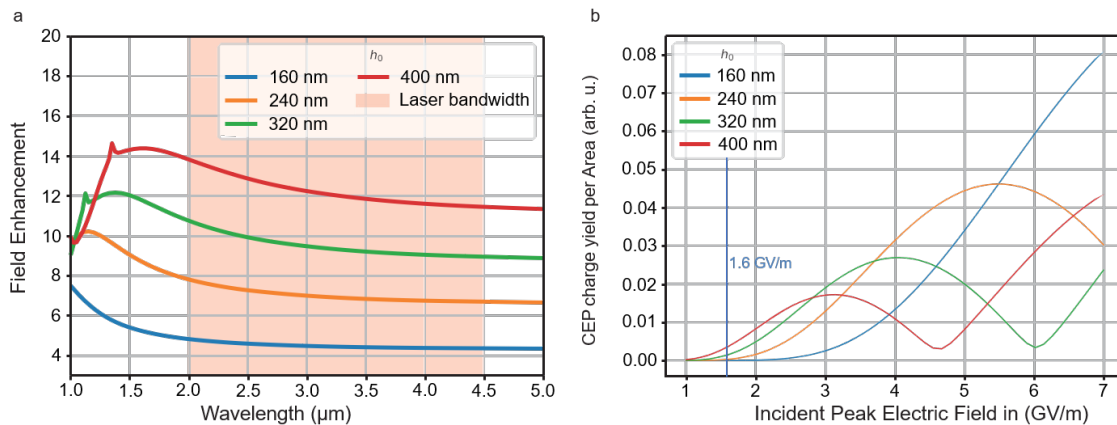 a
20
18
16
14
12
10
8
6
4
Field Enhancement
h₀
160 nm
240 nm
320 nm
400 nm
Laser bandwidth
1.0 1.5 2.0 2.5 3.0 3.5 4.0 4.5 5.0
Wavelength (µm)
b
0.08
0.07
0.06
0.05
0.04
0.03
0.02
0.01
0.00
CEP charge yield per Area (arb. u.)
h₀
160 nm
240 nm
320 nm
400 nm
1.6 GV/m
1 2 3 4 5 6 7
Incident Peak Electric Field in (GV/m)